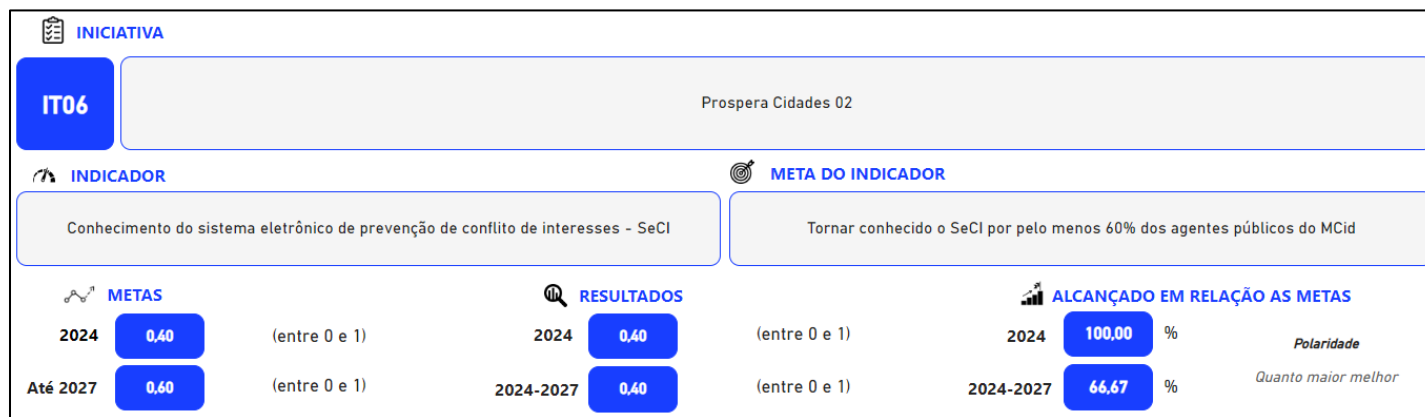 INICIATIVA
IT06
Prospera Cidades 02
INDICADOR
META DO INDICADOR
Conhecimento do sistema eletrônico de prevenção de conflito de interesses - SeCI
Tornar conhecido o SeCI por pelo menos 60% dos agentes públicos do MCid
METAS
RESULTADOS
ALCANÇADO EM RELAÇÃO AS METAS
2024 0,40 (entre 0 e 1) 2024 0,40 (entre 0 e 1) 2024 100,00 % Polaridade
Até 2027 0,60 (entre 0 e 1) 2024-2027 0,40 (entre 0 e 1) 2024-2027 66,67 % Quanto maior melhor